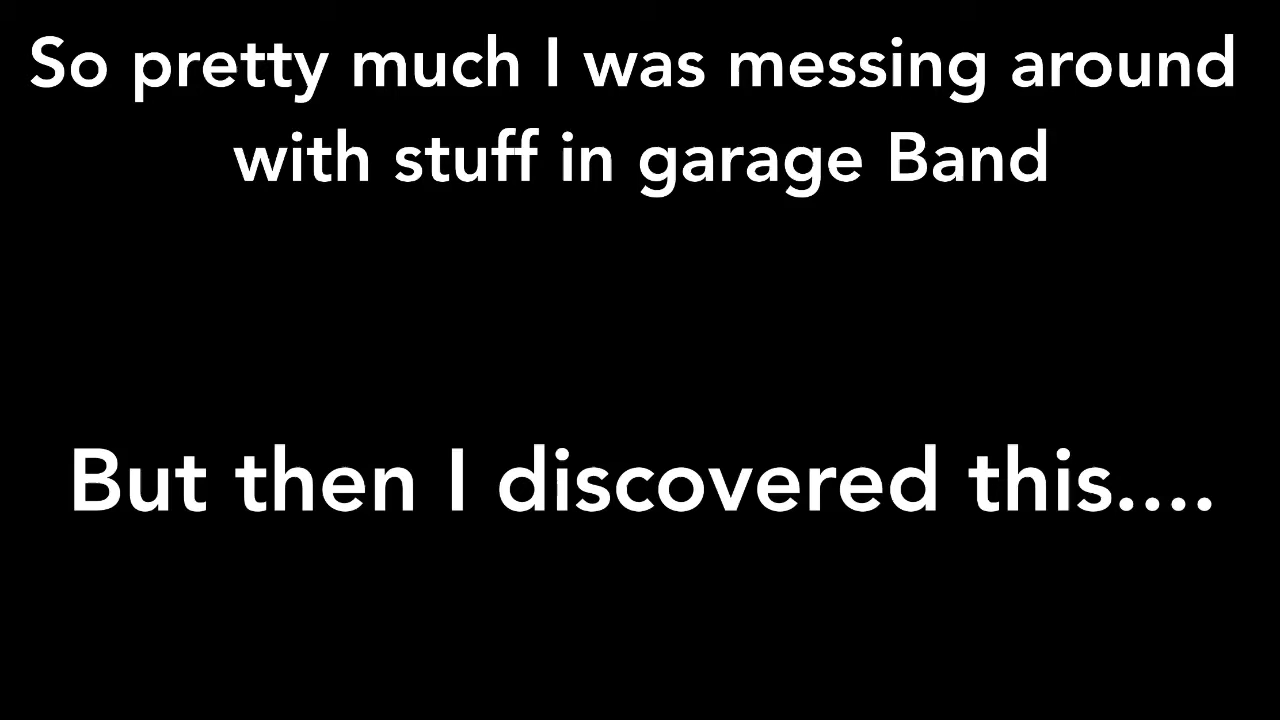 So pretty much I was messing around
with stuff in garage Band
But then I discovered this....